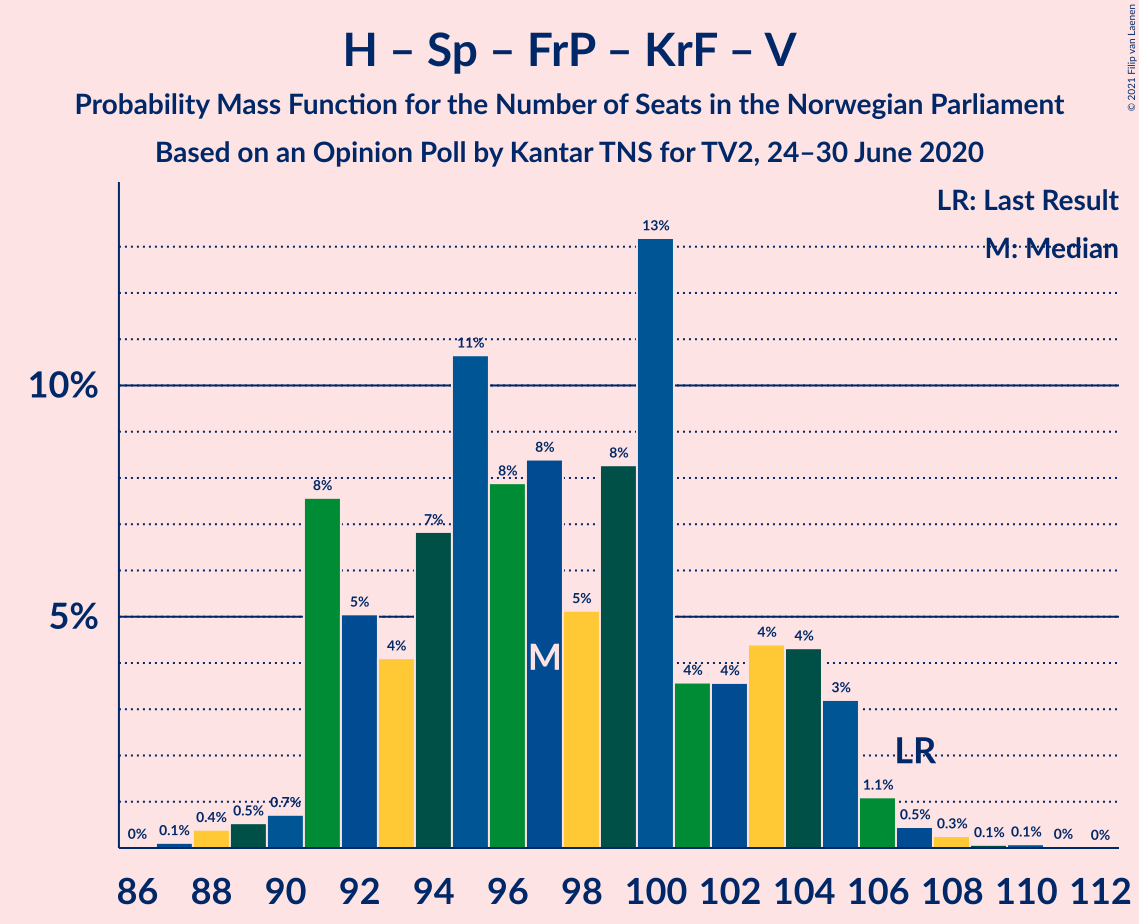 H – Sp – FrP – KrF – V
Probability Mass Function for the Number of Seats in the Norwegian Parliament
Based on an Opinion Poll by Kantar TNS for TV2, 24–30 June 2020
© 2021 Filip van Laenen
LR: Last Result
M: Median
10%
5%
0% 0.1% 0.4% 0.5% 0.7% 8% 5% 4% 7% 11% 8% 8% 5% 8% 13% 4% 4% 4% 4% 3% 1.1% 0.5% 0.3% 0.1% 0.1% 0% 0%
M
LR
86 88 90 92 94 96 98 100 102 104 106 108 110 112